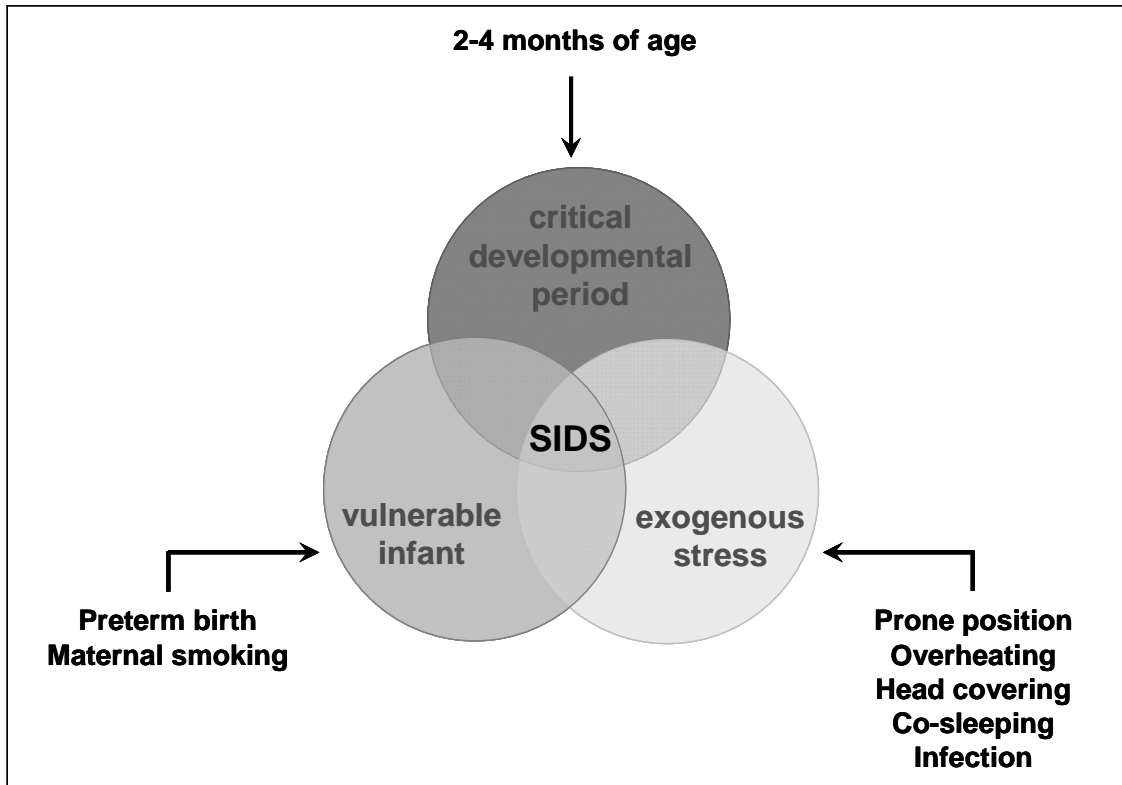 2-4 months of age
critical
developmental
period
SIDS
vulnerable
infant
exogenous
stress
Preterm birth
Maternal smoking
Prone position
Overheating
Head covering
Co-sleeping
Infection